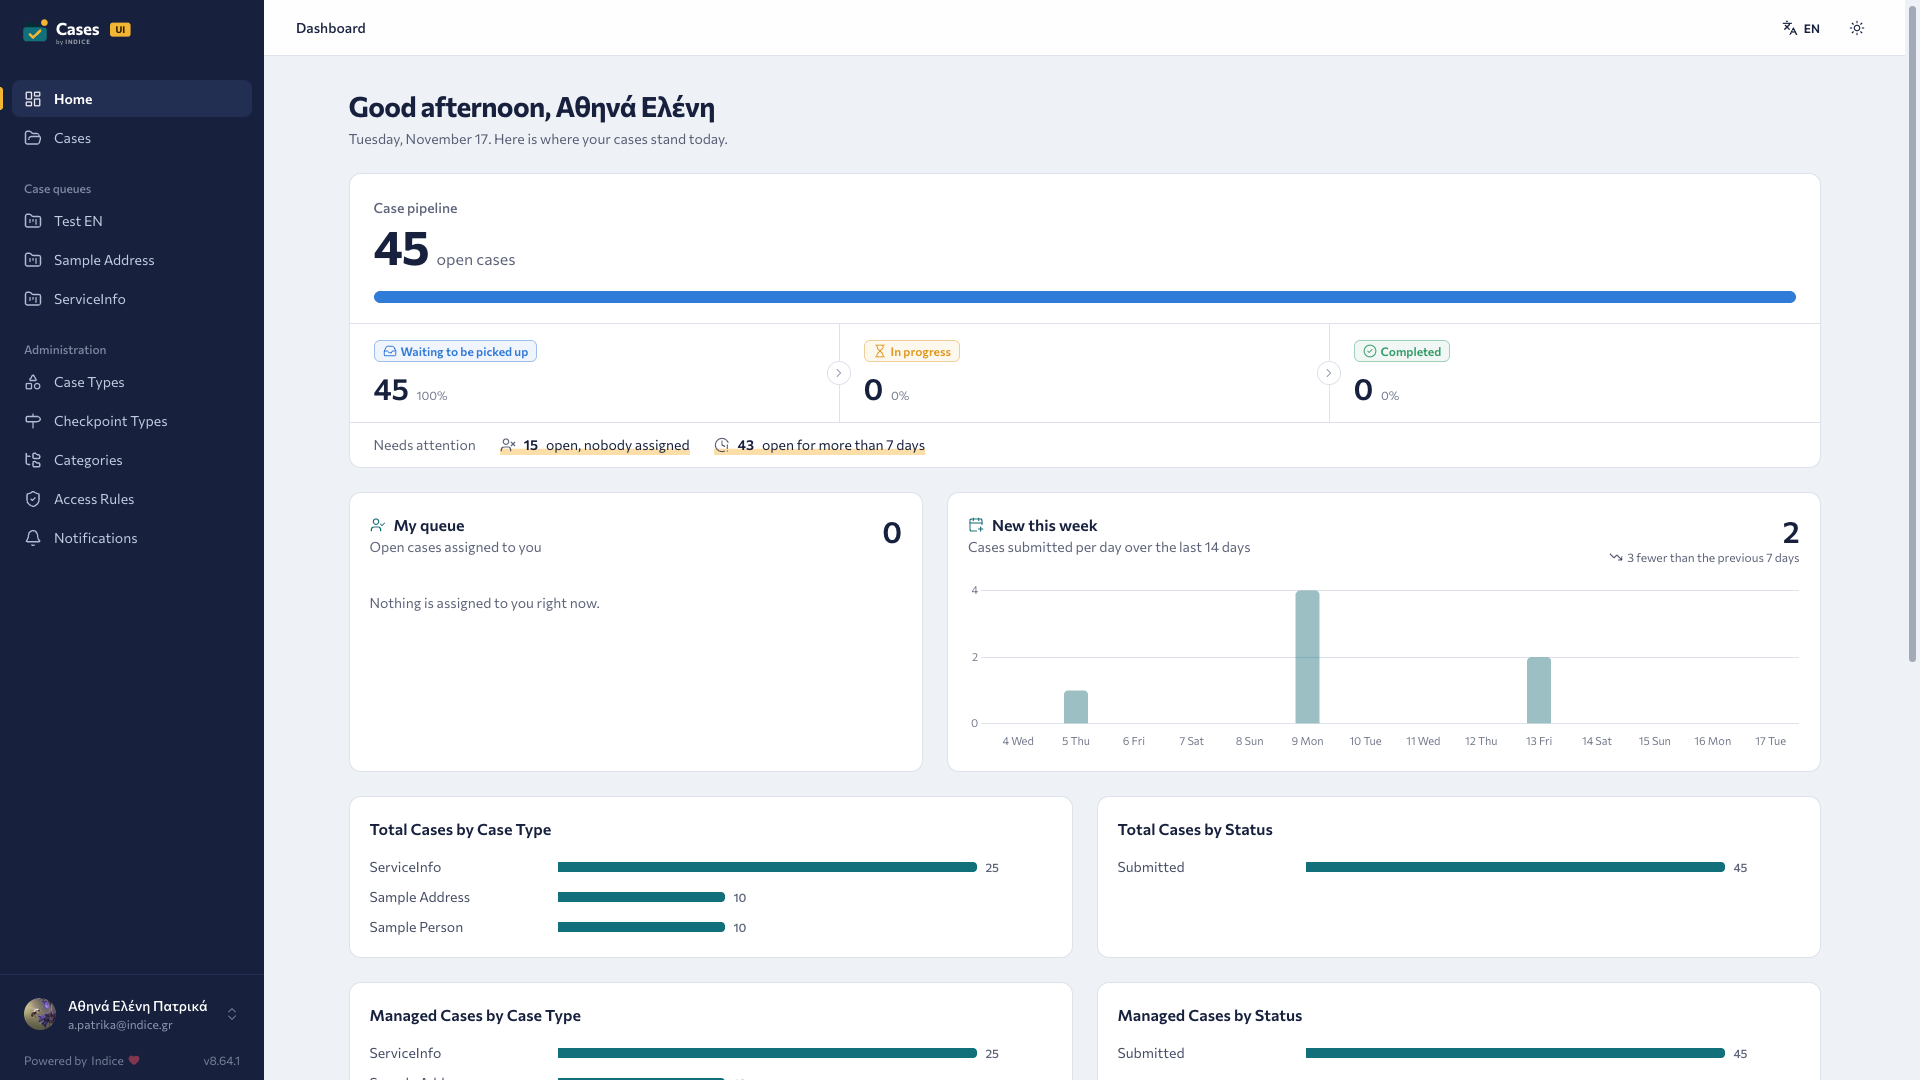 Cases UI
by INDICE
Home
Cases
Case queues
Test EN
Sample Address
ServiceInfo
Administration
Case Types
Checkpoint Types
Categories
Access Rules
Notifications
Αθηνά Ελένη Πατρικά
a.patrika@indice.gr
Powered by Indice
v8.64.1
Dashboard
EN
Good afternoon, Αθηνά Ελένη
Tuesday, November 17. Here is where your cases stand today.
Case pipeline
45 open cases
Waiting to be picked up
45 100%
In progress
0 0%
Completed
0 0%
Needs attention 15 open, nobody assigned 43 open for more than 7 days
My queue
0
Open cases assigned to you
Nothing is assigned to you right now.
New this week
2
Cases submitted per day over the last 14 days
3 fewer than the previous 7 days
4
2
0
4 Wed 5 Thu 6 Fri 7 Sat 8 Sun 9 Mon 10 Tue 11 Wed 12 Thu 13 Fri 14 Sat 15 Sun 16 Mon 17 Tue
Total Cases by Case Type
ServiceInfo 25
Sample Address 10
Sample Person 10
Total Cases by Status
Submitted 45
Managed Cases by Case Type
ServiceInfo 25
Managed Cases by Status
Submitted 45